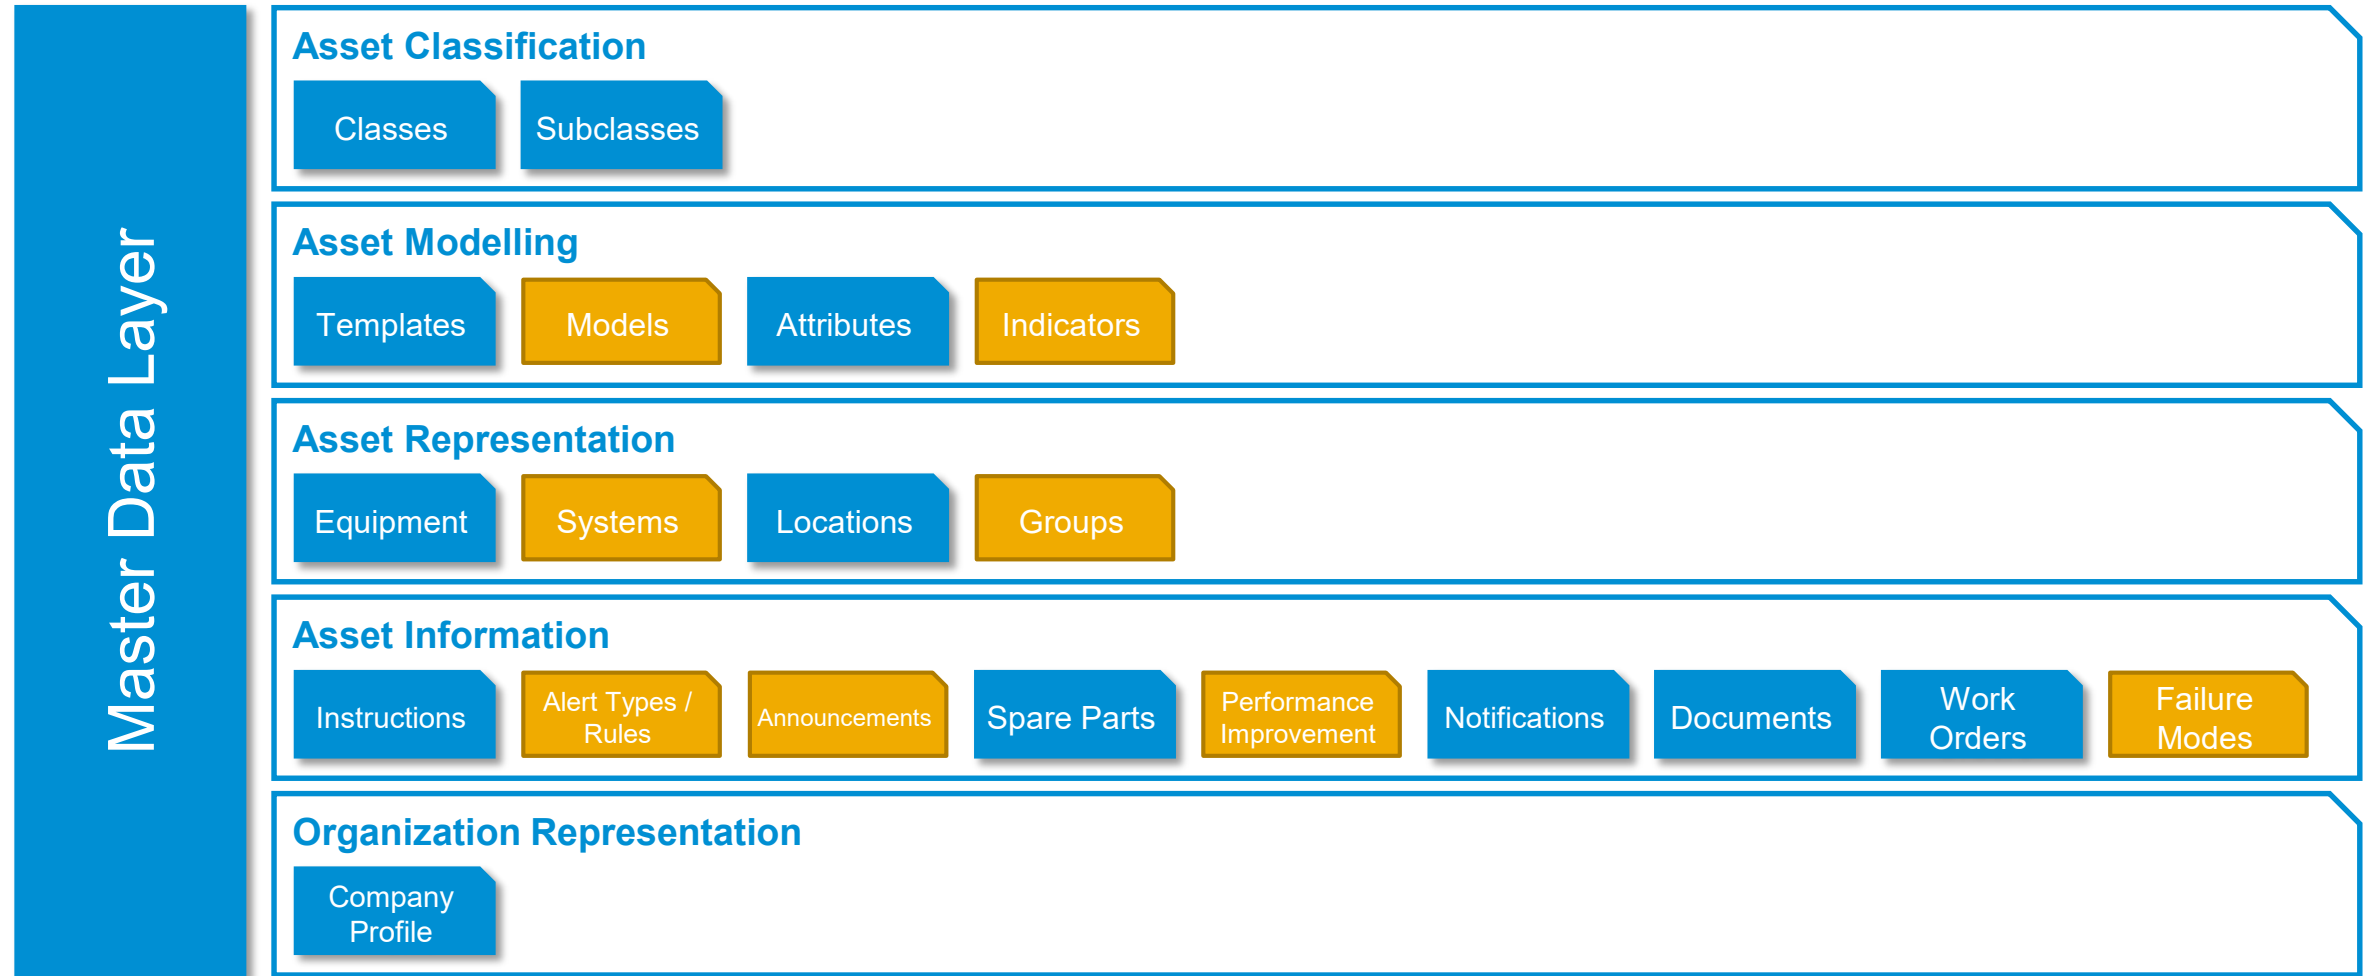 Master Data Layer
Asset Classification
Classes
Subclasses
Asset Modelling
Templates
Models
Attributes
Indicators
Asset Representation
Equipment
Systems
Locations
Groups
Asset Information
Instructions
Alert Types /
Rules
Announcements
Spare Parts
Performance
Improvement
Notifications
Documents
Work
Orders
Failure
Modes
Organization Representation
Company
Profile